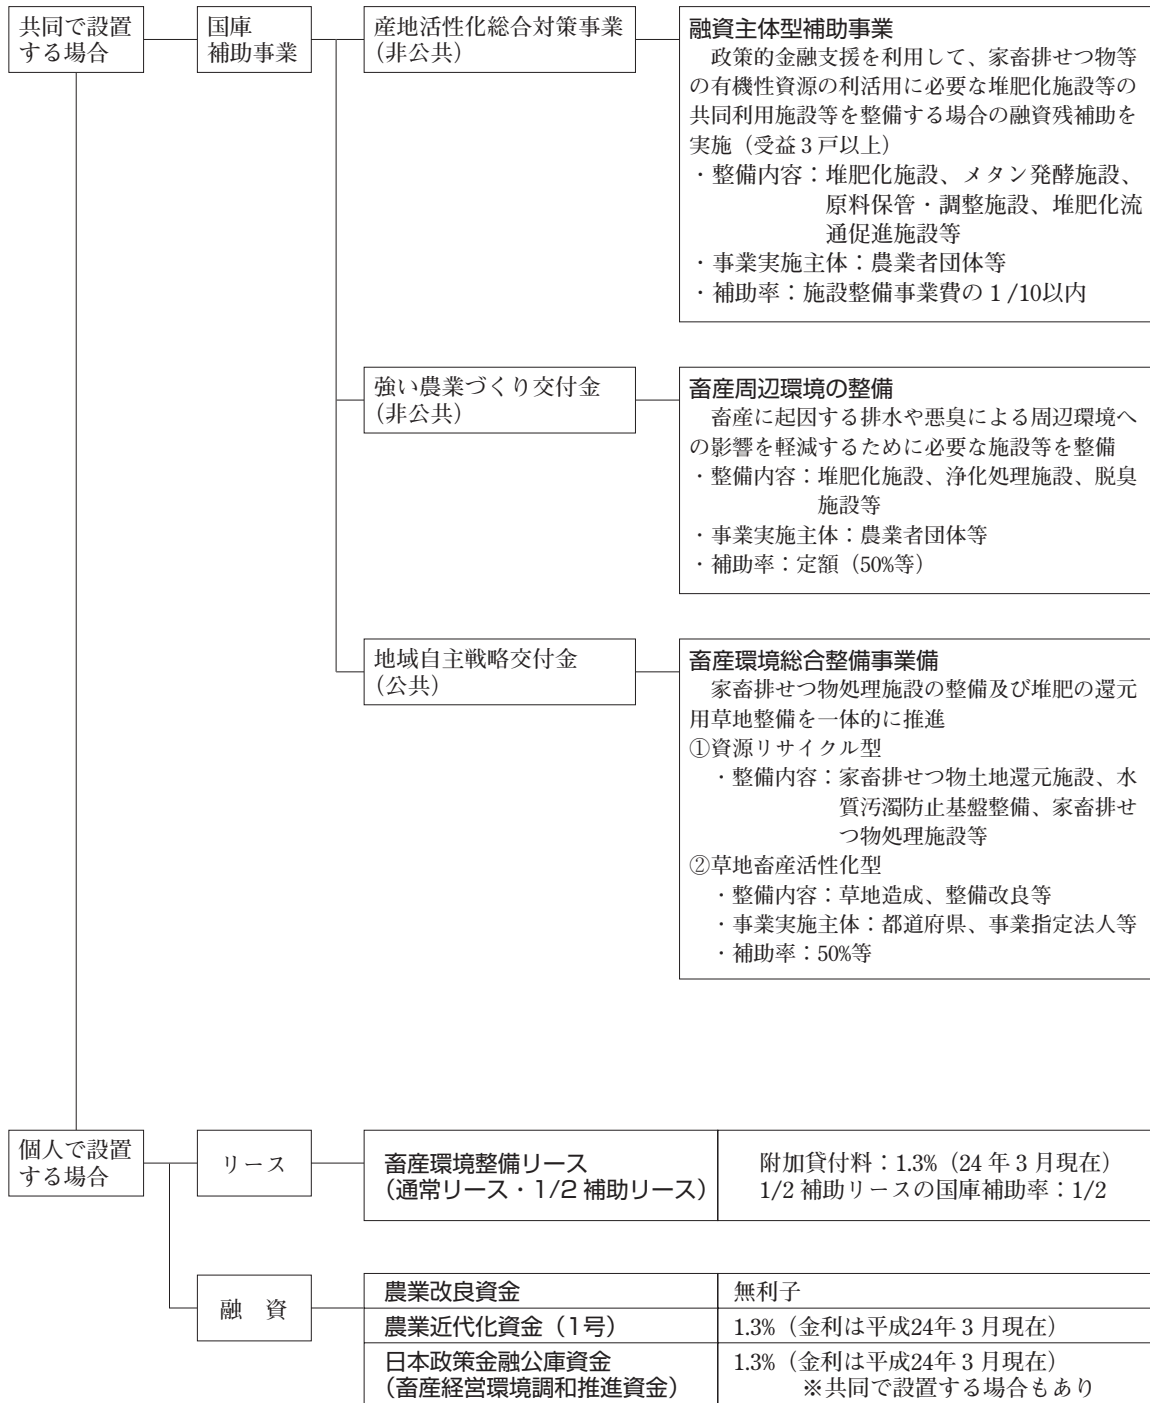 共同で設置
する場合
国庫
補助事業
産地活性化総合対策事業
(非公共)
融資主体型補助事業
政策的金融支援を利用して、家畜排せつ物等
の有機性資源の利活用に必要な堆肥化施設等の
共同利用施設等を整備する場合の融資残補助を
実施（受益３戸以上）
・整備内容：堆肥化施設、メタン発酵施設、
原料保管・調整施設、堆肥化流
通促進施設等
・事業実施主体：農業者団体等
・補助率：施設整備事業費の１/10以内
強い農業づくり交付金
(非公共)
畜産周辺環境の整備
畜産に起因する排水や悪臭による周辺環境へ
の影響を軽減するために必要な施設等を整備
・整備内容：堆肥化施設、浄化処理施設、脱臭
施設等
・事業実施主体：農業者団体等
・補助率：定額（50%等）
地域自主戦略交付金
(公共)
畜産環境総合整備事業備
家畜排せつ物処理施設の整備及び堆肥の還元
用草地整備を一体的に推進
①資源リサイクル型
・整備内容：家畜排せつ物土地還元施設、水
質汚濁防止基盤整備、家畜排せ
つ物処理施設等
②草地畜産活性化型
・整備内容：草地造成、整備改良等
・事業実施主体：都道府県、事業指定法人等
・補助率：50%等
個人で設置
する場合
リース
畜産環境整備リース
(通常リース・1/2 補助リース)
附加貸付料：1.3%（24 年 3 月現在）
1/2 補助リースの国庫補助率：1/2
融　資
農業改良資金
無利子
農業近代化資金（1号）
1.3%（金利は平成24年３月現在）
日本政策金融公庫資金
(畜産経営環境調和推進資金)
1.3%（金利は平成24年３月現在）
※共同で設置する場合もあり